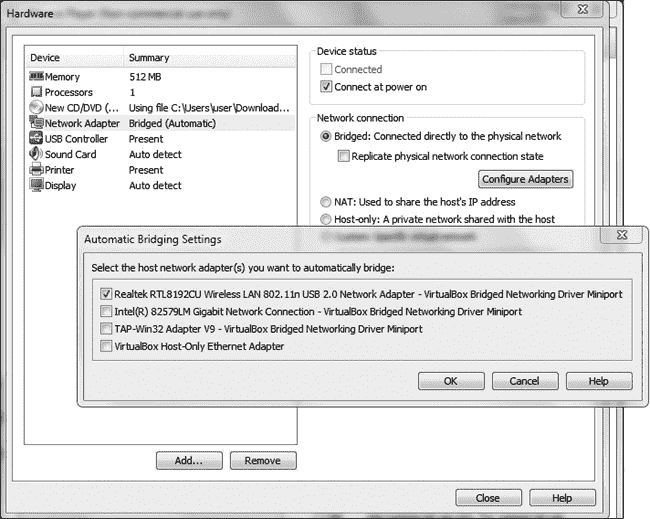 Hardware
Device Summary
Memory 512 MB
Processors 1
New CD/DVD (... Using file C:\Users\user\Download...
Network Adapter Bridged (Automatic)
USB Controller Present
Sound Card Auto detect
Printer Present
Display Auto detect
Add... Remove
Device status
Connected
Connect at power on
Network connection
Bridged: Connected directly to the physical network
Replicate physical network connection state
Configure Adapters
NAT: Used to share the host's IP address
Host-only: A private network shared with the host
Automatic Bridging Settings
Select the host network adapter(s) you want to automatically bridge:
Realtek RTL8192CU Wireless LAN 802.11n USB 2.0 Network Adapter - VirtualBox Bridged Networking Driver Miniport
Intel(R) 82579LM Gigabit Network Connection - VirtualBox Bridged Networking Driver Miniport
TAP-Win32 Adapter V9 - VirtualBox Bridged Networking Driver Miniport
VirtualBox Host-Only Ethernet Adapter
OK Cancel Help
Close Help